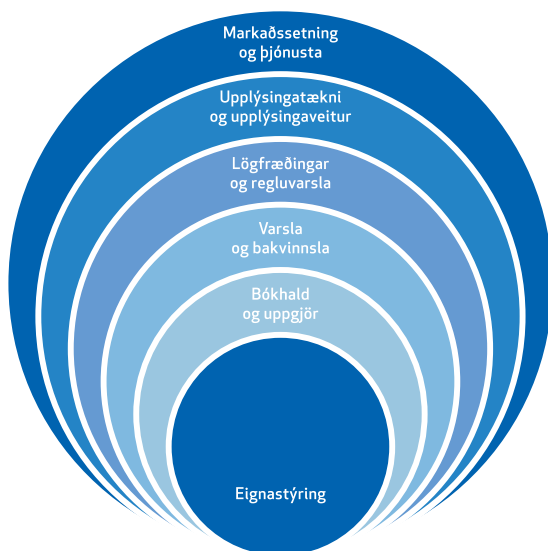 Markaðssetning
og þjónusta
Upplýsingatækni
og upplýsingaveitur
Lögfræðingar
og regluvarsla
Varsla
og bakvinnsla
Bókhald
og uppgjör
Eignastýring